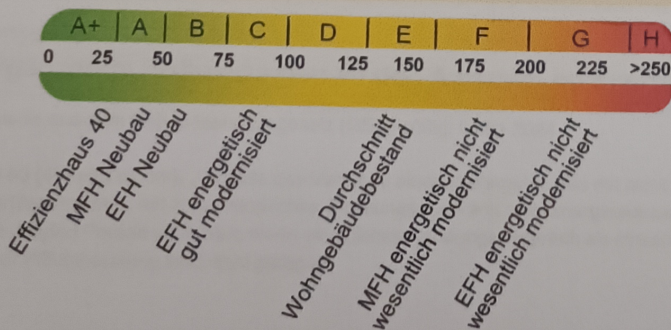 A+ A B C D E F G H
0 25 50 75 100 125 150 175 200 225 >250
Effizienzhaus 40
MFH Neubau
EFH Neubau
EFH energetisch
gut modernisiert
Durchschnitt
Wohngebäudebestand
MFH energetisch nicht
wesentlich modernisiert
EFH energetisch nicht
wesentlich modernisiert